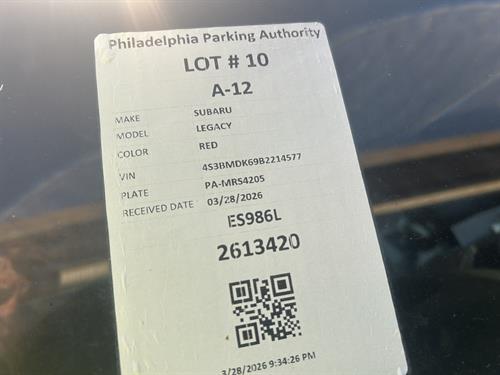 Philadelphia Parking Authority
LOT # 10
A-12
MAKE SUBARU
MODEL LEGACY
COLOR RED
VIN 4S3BMDK69B2214577
PLATE PA-MRS4205
RECEIVED DATE 03/28/2026
ES986L
2613420
3/28/2026 9:34:26 PM